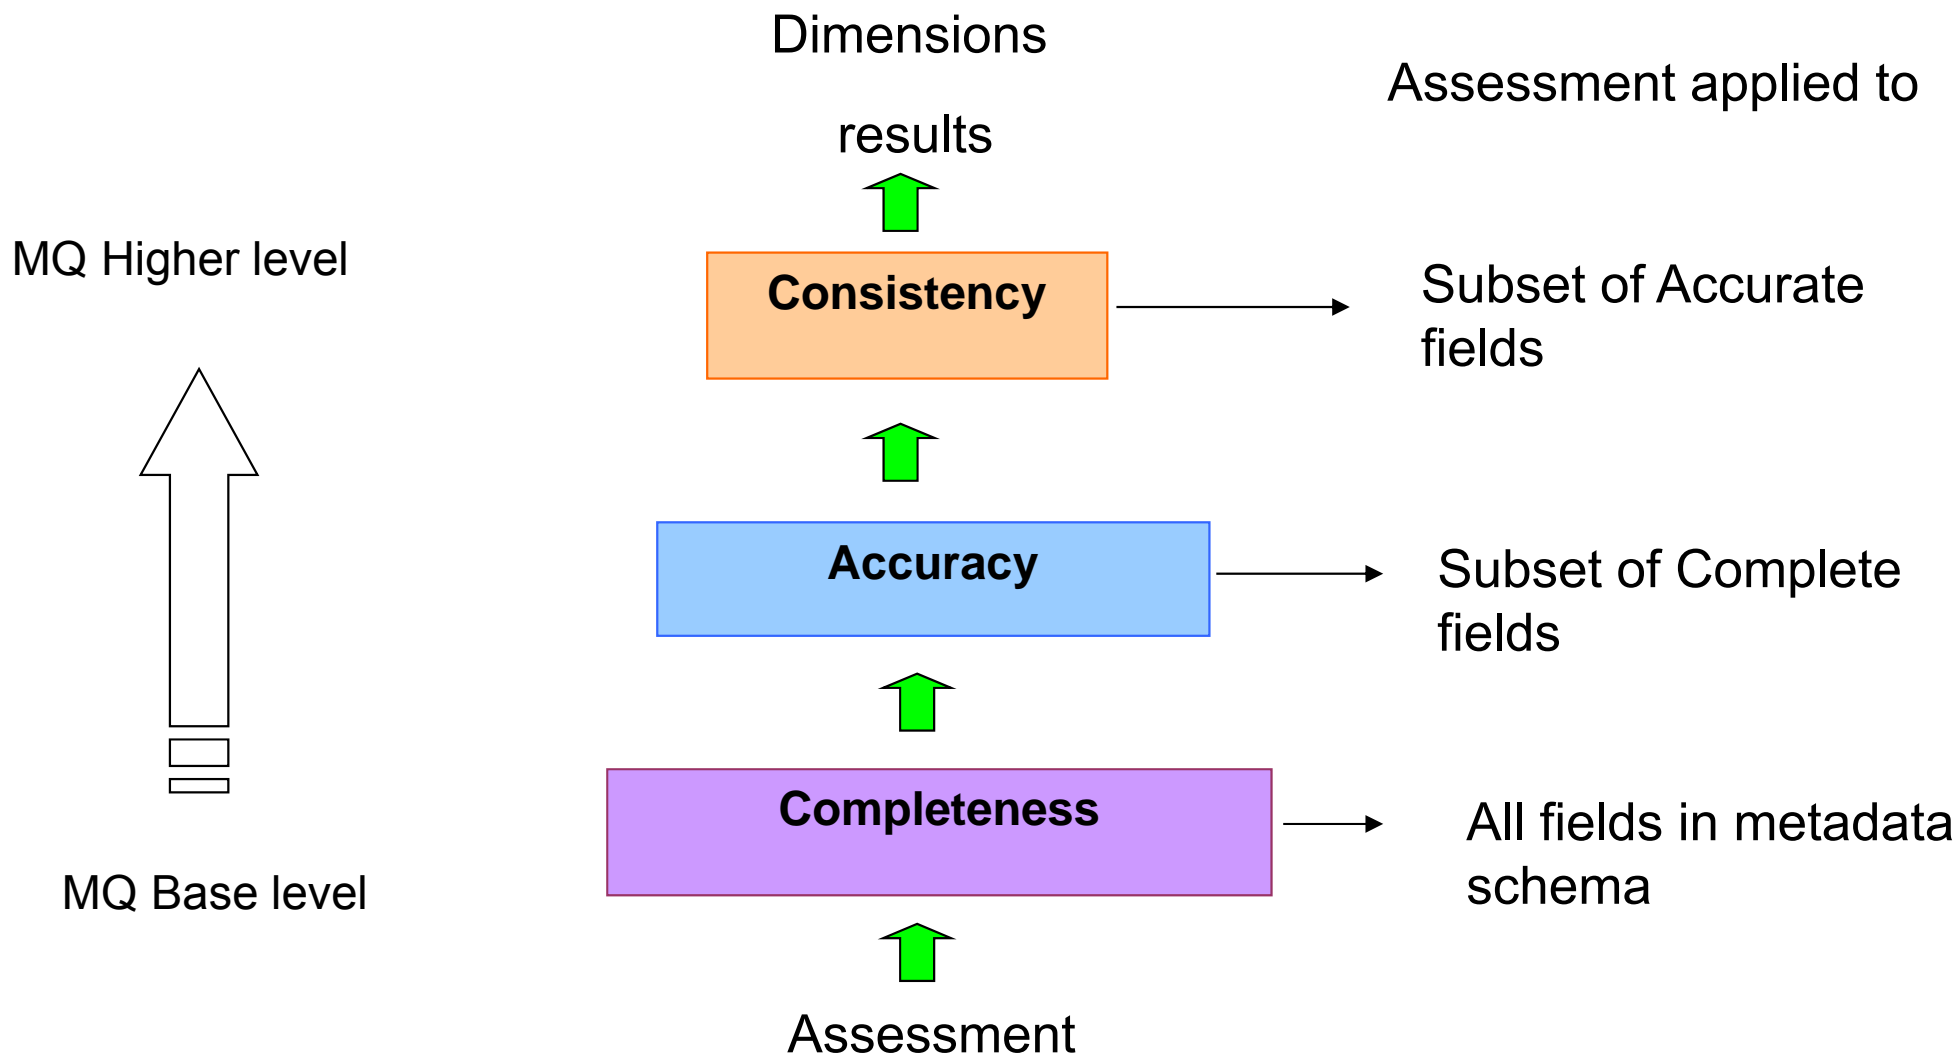 Dimensions
results
Assessment applied to
MQ Higher level
Consistency
Subset of Accurate
fields
Accuracy
Subset of Complete
fields
Completeness
All fields in metadata
schema
MQ Base level
Assessment